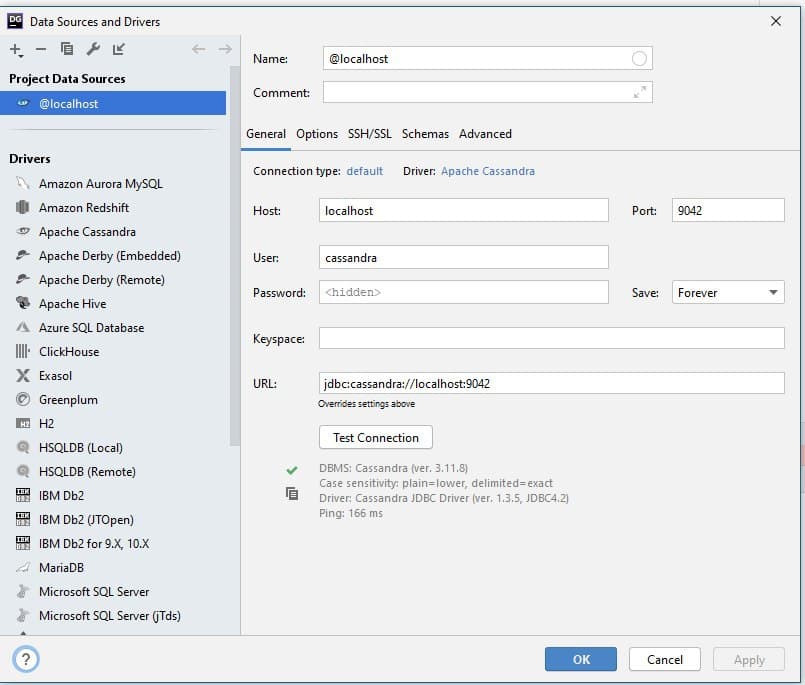 DG Data Sources and Drivers
Project Data Sources
@localhost
Drivers
Amazon Aurora MySQL
Amazon Redshift
Apache Cassandra
Apache Derby (Embedded)
Apache Derby (Remote)
Apache Hive
Azure SQL Database
ClickHouse
Exasol
Greenplum
H2 H2
HSQLDB (Local)
HSQLDB (Remote)
IBM Db2
IBM Db2 (JTOpen)
IBM Db2 for 9.X, 10.X
MariaDB
Microsoft SQL Server
Microsoft SQL Server (jTds)
Name: @localhost
Comment:
General Options SSH/SSL Schemas Advanced
Connection type: default Driver: Apache Cassandra
Host: localhost Port: 9042
User: cassandra
Password: <hidden> Save: Forever
Keyspace:
URL: jdbc:cassandra://localhost:9042
Overrides settings above
Test Connection
DBMS: Cassandra (ver. 3.11.8)
Case sensitivity: plain=lower, delimited=exact
Driver: Cassandra JDBC Driver (ver. 1.3.5, JDBC4.2)
Ping: 166 ms
? OK Cancel Apply